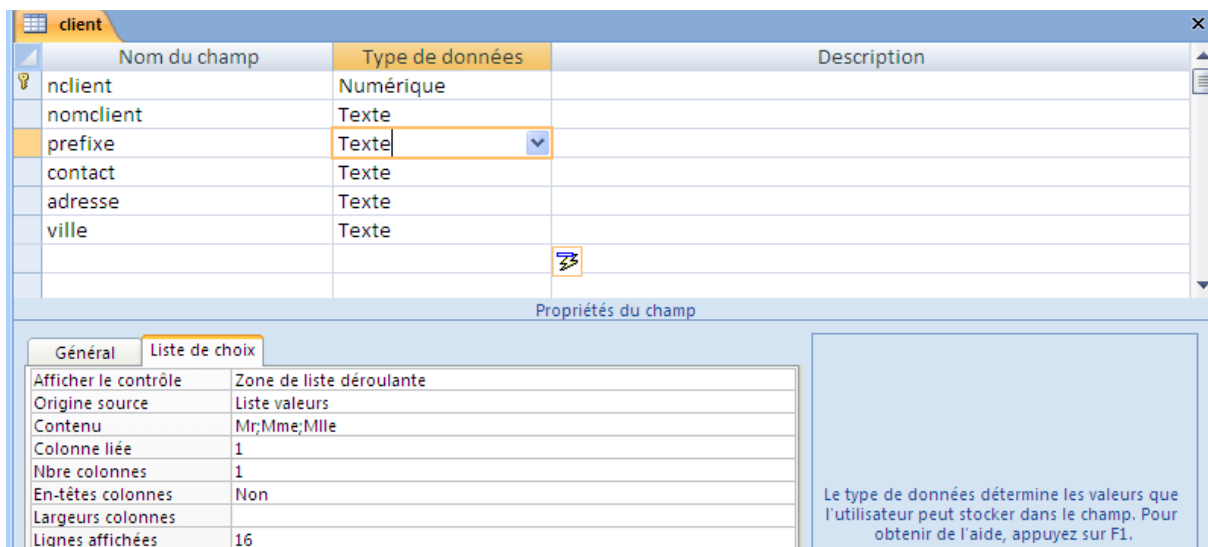 client
Nom du champ Type de données Description
nclient Numérique
nomclient Texte
prefixe Texte
contact Texte
adresse Texte
ville Texte
Propriétés du champ
Général Liste de choix
Afficher le contrôle Zone de liste déroulante
Origine source Liste valeurs
Contenu Mr;Mme;Mlle
Colonne liée 1
Nbre colonnes 1
En-têtes colonnes Non
Largeurs colonnes
Lignes affichées 16
Le type de données détermine les valeurs que
l'utilisateur peut stocker dans le champ. Pour
obtenir de l'aide, appuyez sur F1.